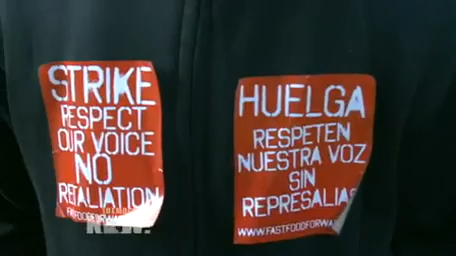 STRIKE
RESPECT
OUR VOICE
NO
RETALIATION
HUELGA
RESPETEN
NUESTRA VOZ
SIN
REPRESALIAS